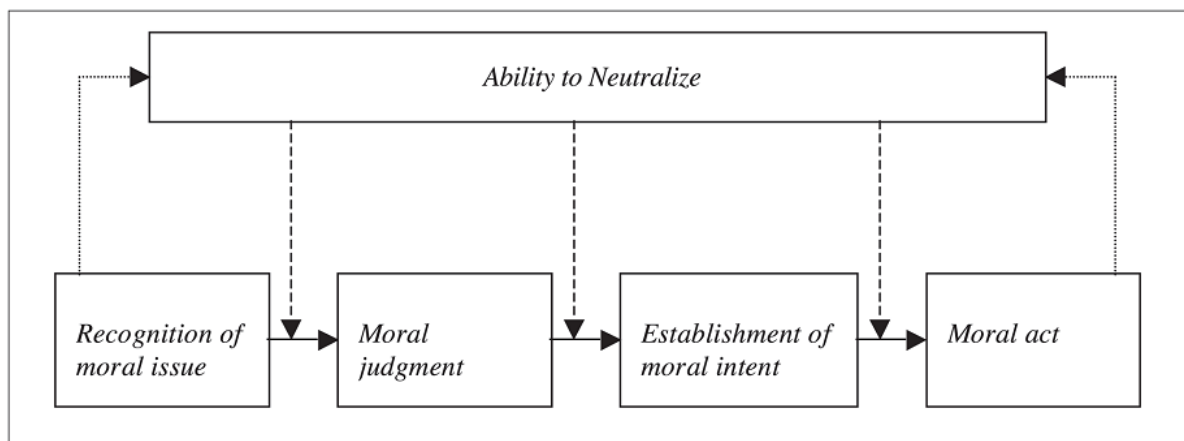 Ability to Neutralize
Recognition of
moral issue
Moral
judgment
Establishment of
moral intent
Moral act